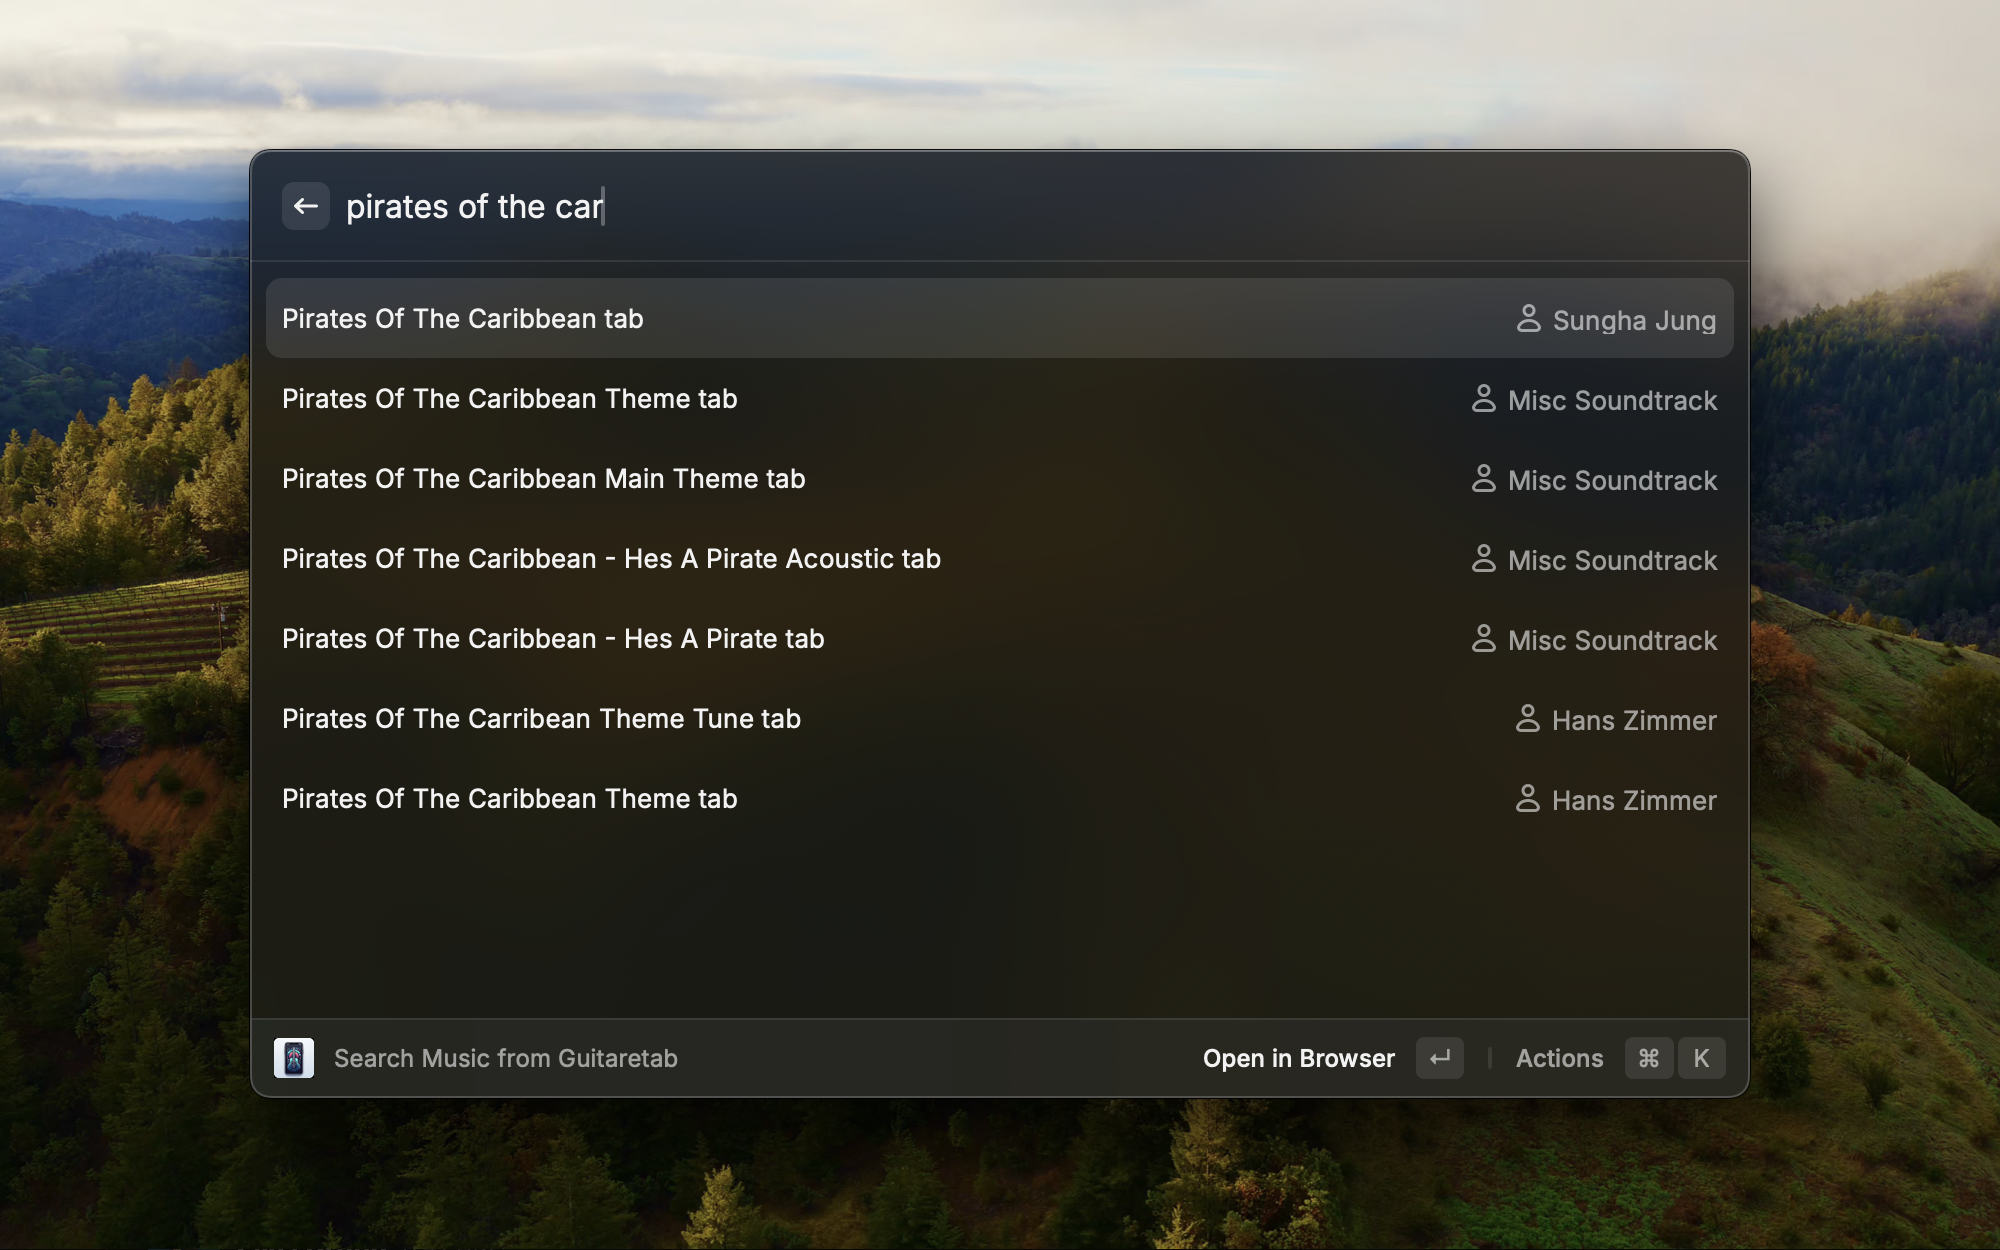 pirates of the car
Pirates Of The Caribbean tab Sungha Jung
Pirates Of The Caribbean Theme tab Misc Soundtrack
Pirates Of The Caribbean Main Theme tab Misc Soundtrack
Pirates Of The Caribbean - Hes A Pirate Acoustic tab Misc Soundtrack
Pirates Of The Caribbean - Hes A Pirate tab Misc Soundtrack
Pirates Of The Carribean Theme Tune tab Hans Zimmer
Pirates Of The Caribbean Theme tab Hans Zimmer
Search Music from Guitaretab Open in Browser ↵ Actions ⌘ K